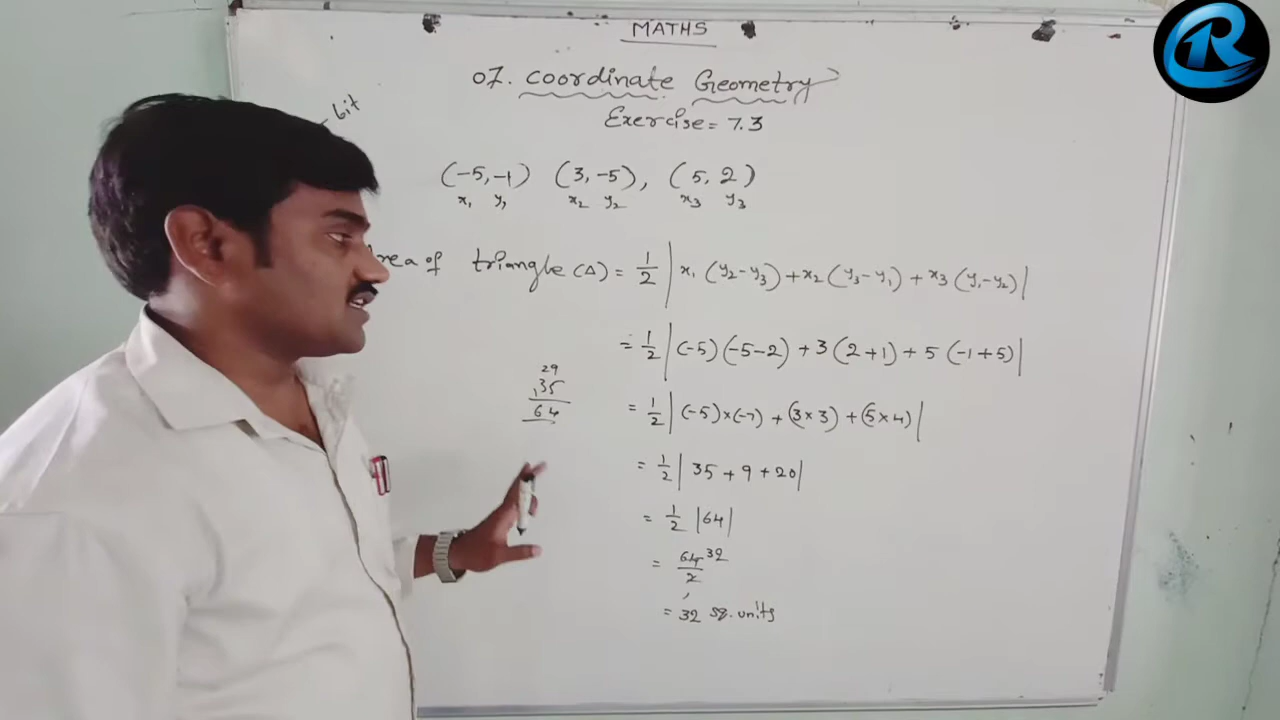 MATHS
07. Coordinate Geometry
Exercise = 7.3
bit
(-5,-1) (3,-5), (5, 2)
x₁ y₁ x₂ y₂ x₃ y₃
of triangle (Δ) = 1/2 | x₁ (y₂-y₃) + x₂ (y₃-y₁) + x₃ (y₁-y₂) |
= 1/2 | (-5) (-5-2) + 3 (2+1) + 5 (-1+5) |
29
35
64
= 1/2 | (-5)×(-7) + (3×3) + (5×4) |
= 1/2 | 35 + 9 + 20 |
= 1/2 |64|
= 64/2 32
= 32 sq. units
R